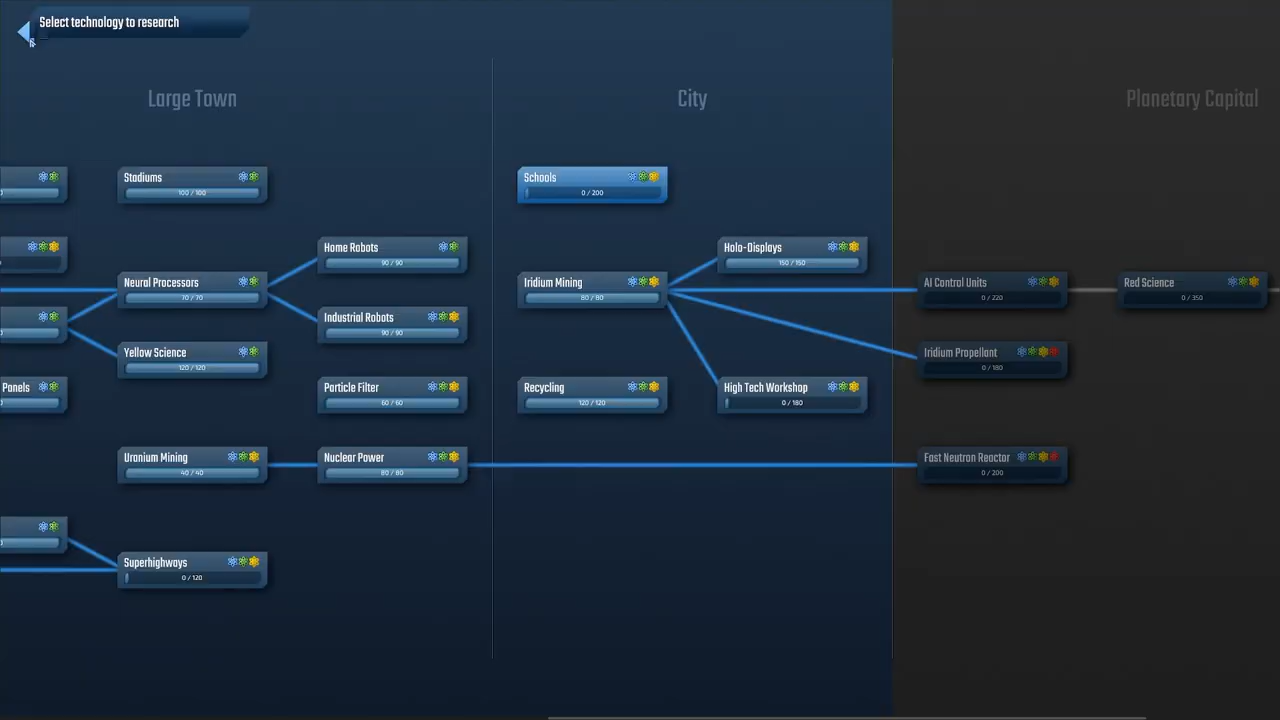 Select technology to research
Large Town
City
Planetary Capital
Stadiums
100 / 100
Schools
0 / 200
Home Robots
90 / 90
Holo-Displays
150 / 150
Neural Processors
70 / 70
Iridium Mining
80 / 80
AI Control Units
0 / 220
Red Science
0 / 350
Industrial Robots
90 / 90
Yellow Science
120 / 120
Iridium Propellant
0 / 180
Panels
Particle Filter
60 / 60
Recycling
120 / 120
High Tech Workshop
0 / 180
Uranium Mining
40 / 40
Nuclear Power
80 / 80
Fast Neutron Reactor
0 / 200
Superhighways
0 / 120